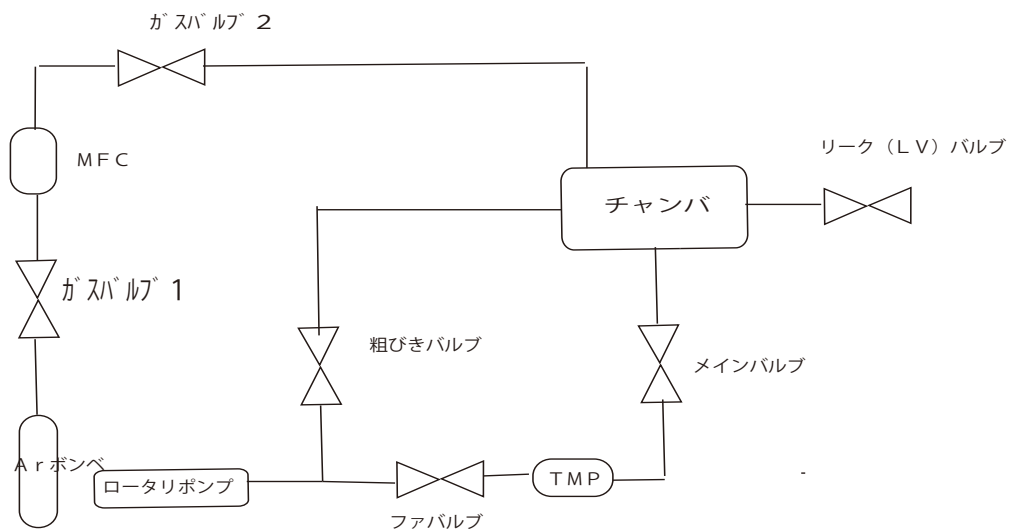 ガスバルブ2
MFC
リーク（LV）バルブ
チャンバ
ガスバルブ1
粗びきバルブ
メインバルブ
Arボンベ
ロータリポンプ
TMP
ファバルブ